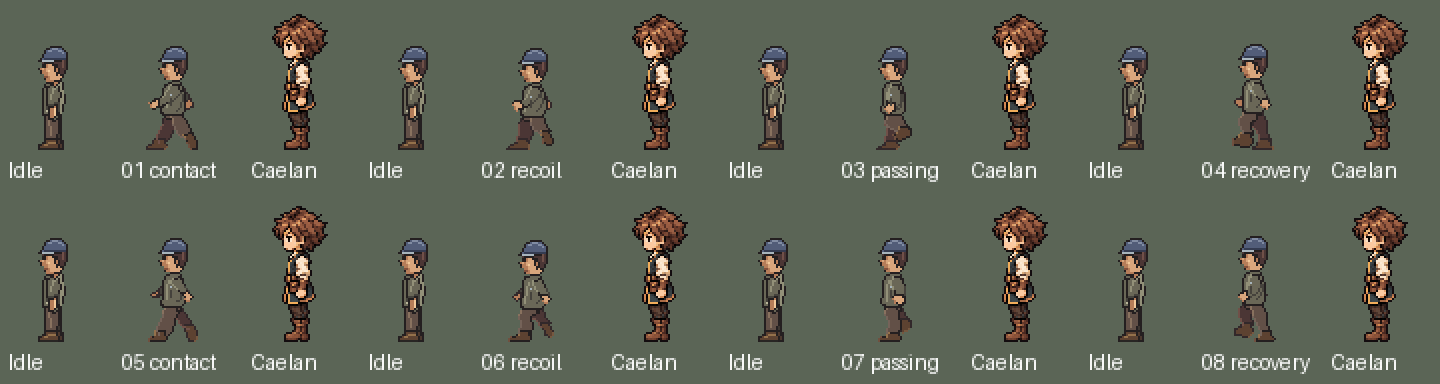 Idle 01 contact Caelan Idle 02 recoil Caelan Idle 03 passing Caelan Idle 04 recovery Caelan
Idle 05 contact Caelan Idle 06 recoil Caelan Idle 07 passing Caelan Idle 08 recovery Caelan